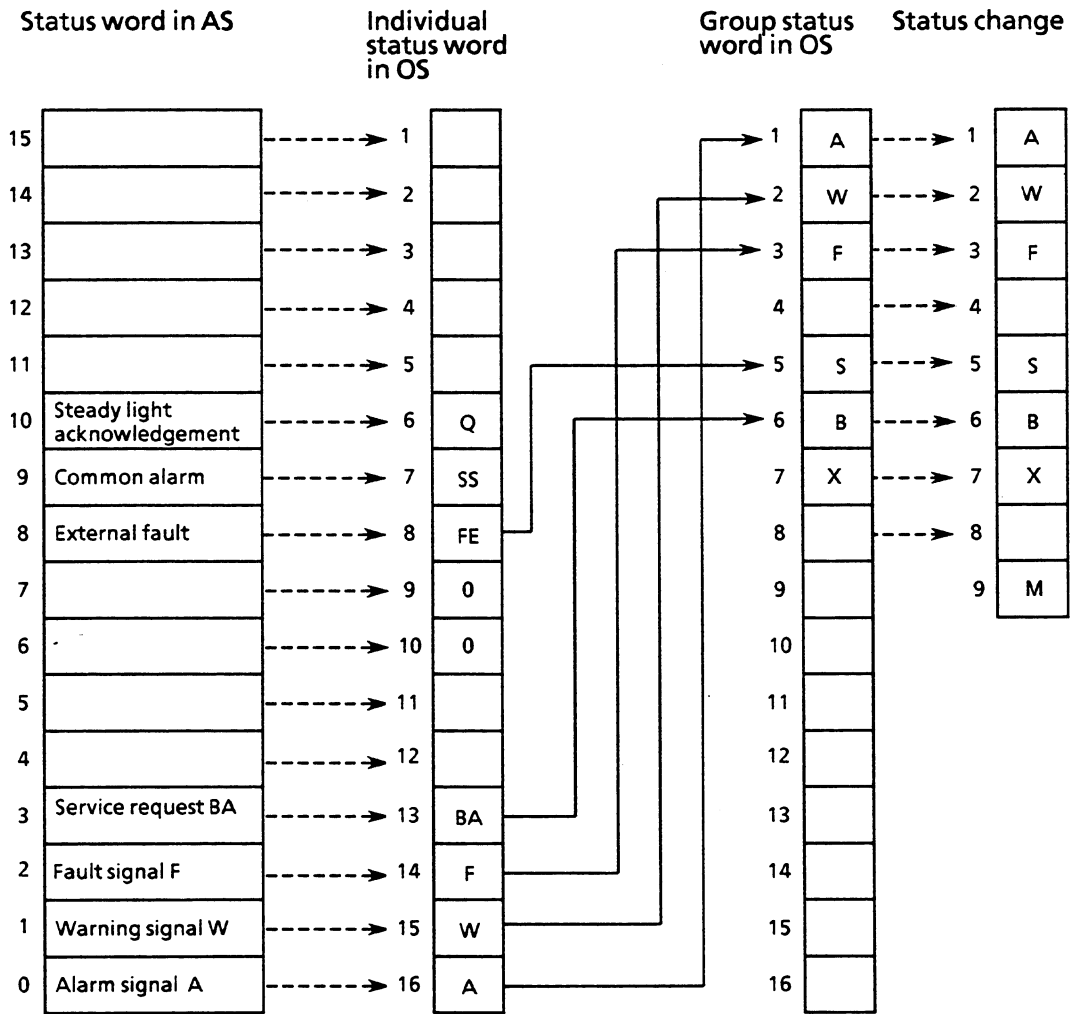 Status word in AS
Individual
status word
in OS
Group status
word in OS
Status change
15 1 1 A 1 A
14 2 2 W 2 W
13 3 3 F 3 F
12 4 4 4
11 5 5 S 5 S
10 Steady light
acknowledgement 6 Q 6 B 6 B
9 Common alarm 7 SS 7 X 7 X
8 External fault 8 FE 8 8
7 9 0 9 9 M
6 10 0 10
5 11 11
4 12 12
3 Service request BA 13 BA 13
2 Fault signal F 14 F 14
1 Warning signal W 15 W 15
0 Alarm signal A 16 A 16